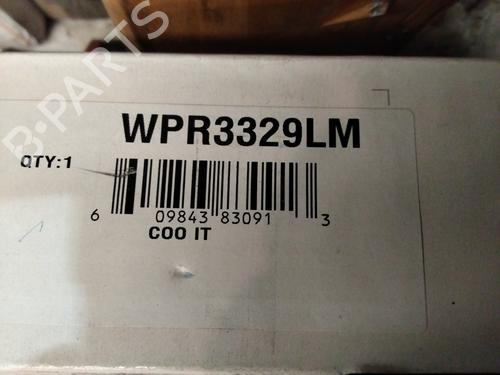 WPR3329LM
QTY:1
6 09843 83091 3
COO IT
B-PARTS